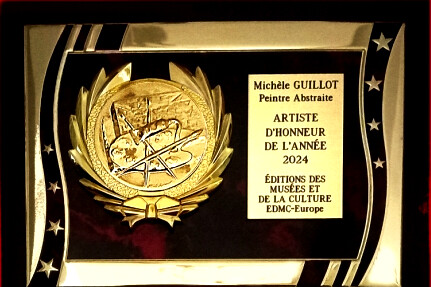 Michèle GUILLOT
Peintre Abstraite
ARTISTE
D'HONNEUR
DE L'ANNÉE
2024
ÉDITIONS DES
MUSÉES ET
DE LA CULTURE
EDMC-Europe